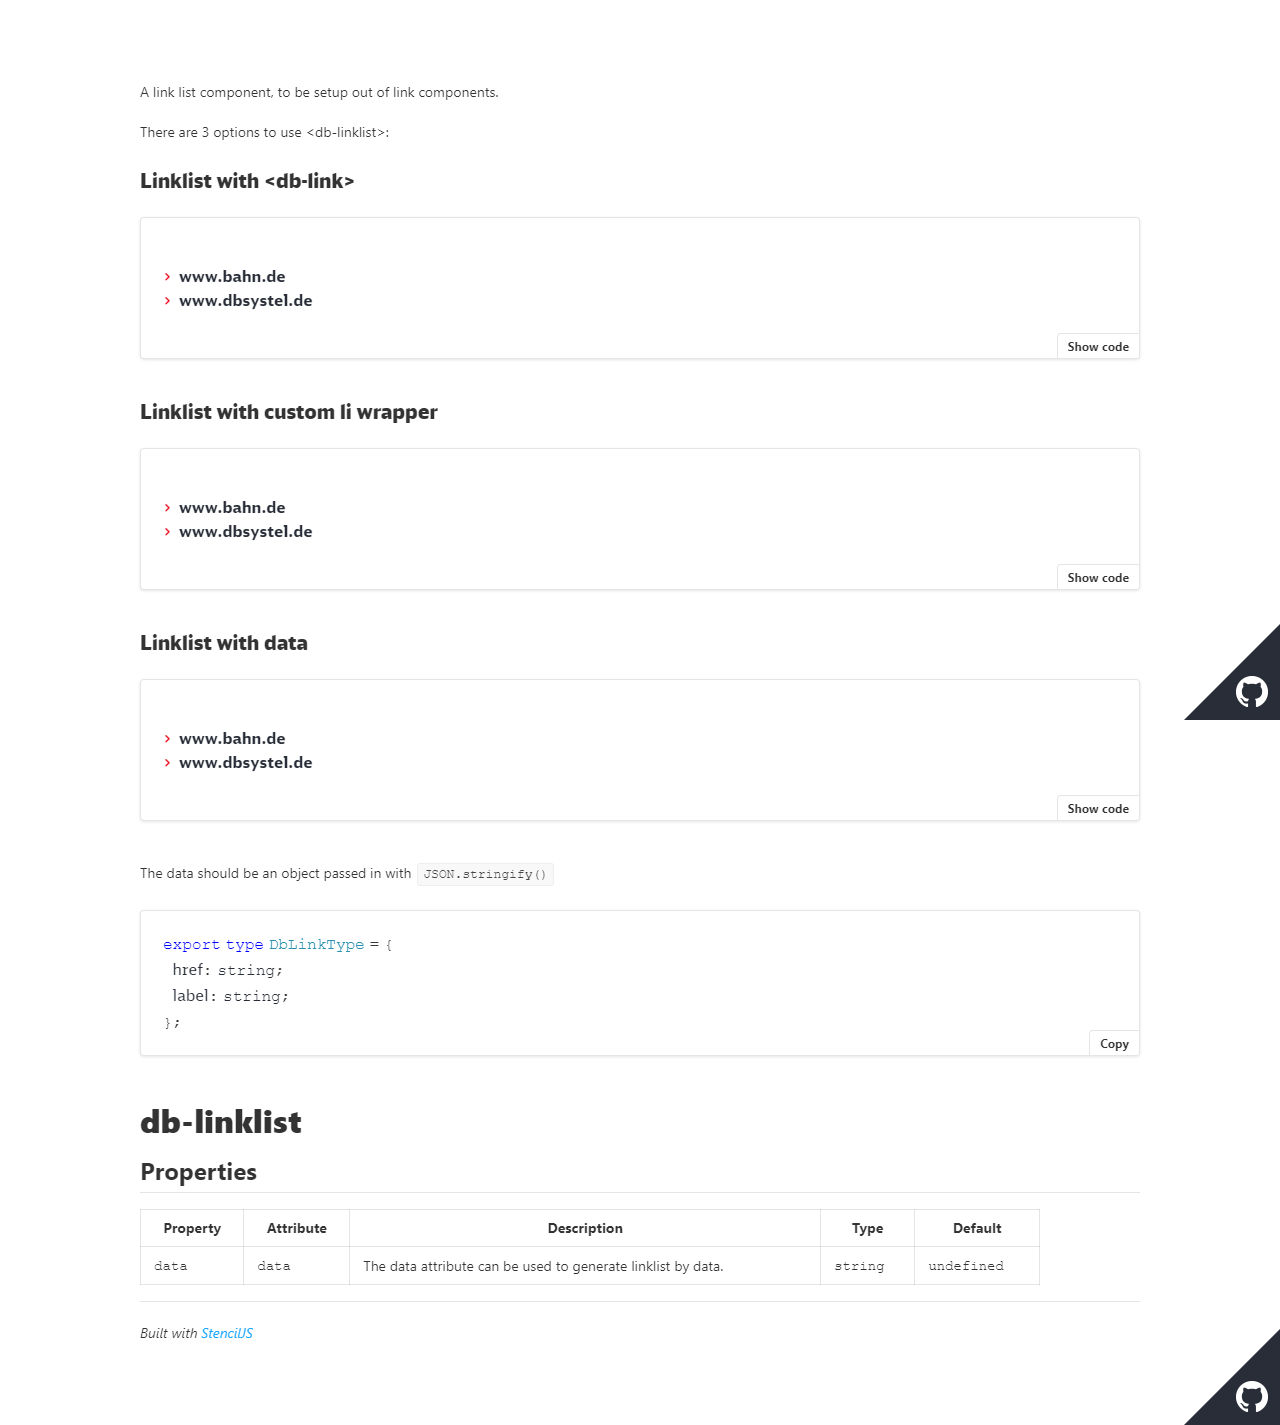 A link list component, to be setup out of link components.
There are 3 options to use <db-linklist>:
Linklist with <db-link>
www.bahn.de
www.dbsystel.de
Show code
Linklist with custom li wrapper
www.bahn.de
www.dbsystel.de
Show code
Linklist with data
www.bahn.de
www.dbsystel.de
Show code
The data should be an object passed in with JSON.stringify()
export type DbLinkType = {
  href: string;
  label: string;
};
Copy
db-linklist
Properties
Property Attribute Description Type Default
data data The data attribute can be used to generate linklist by data. string undefined
Built with StencilJS